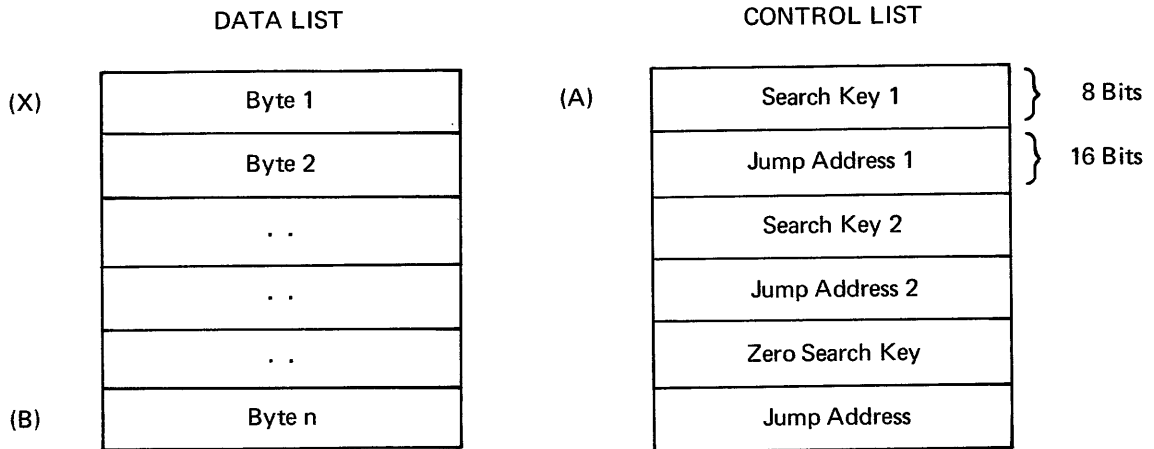 DATA LIST
(X)
Byte 1
Byte 2
. .
. .
. .
(B)
Byte n
CONTROL LIST
(A)
Search Key 1
8 Bits
Jump Address 1
16 Bits
Search Key 2
Jump Address 2
Zero Search Key
Jump Address